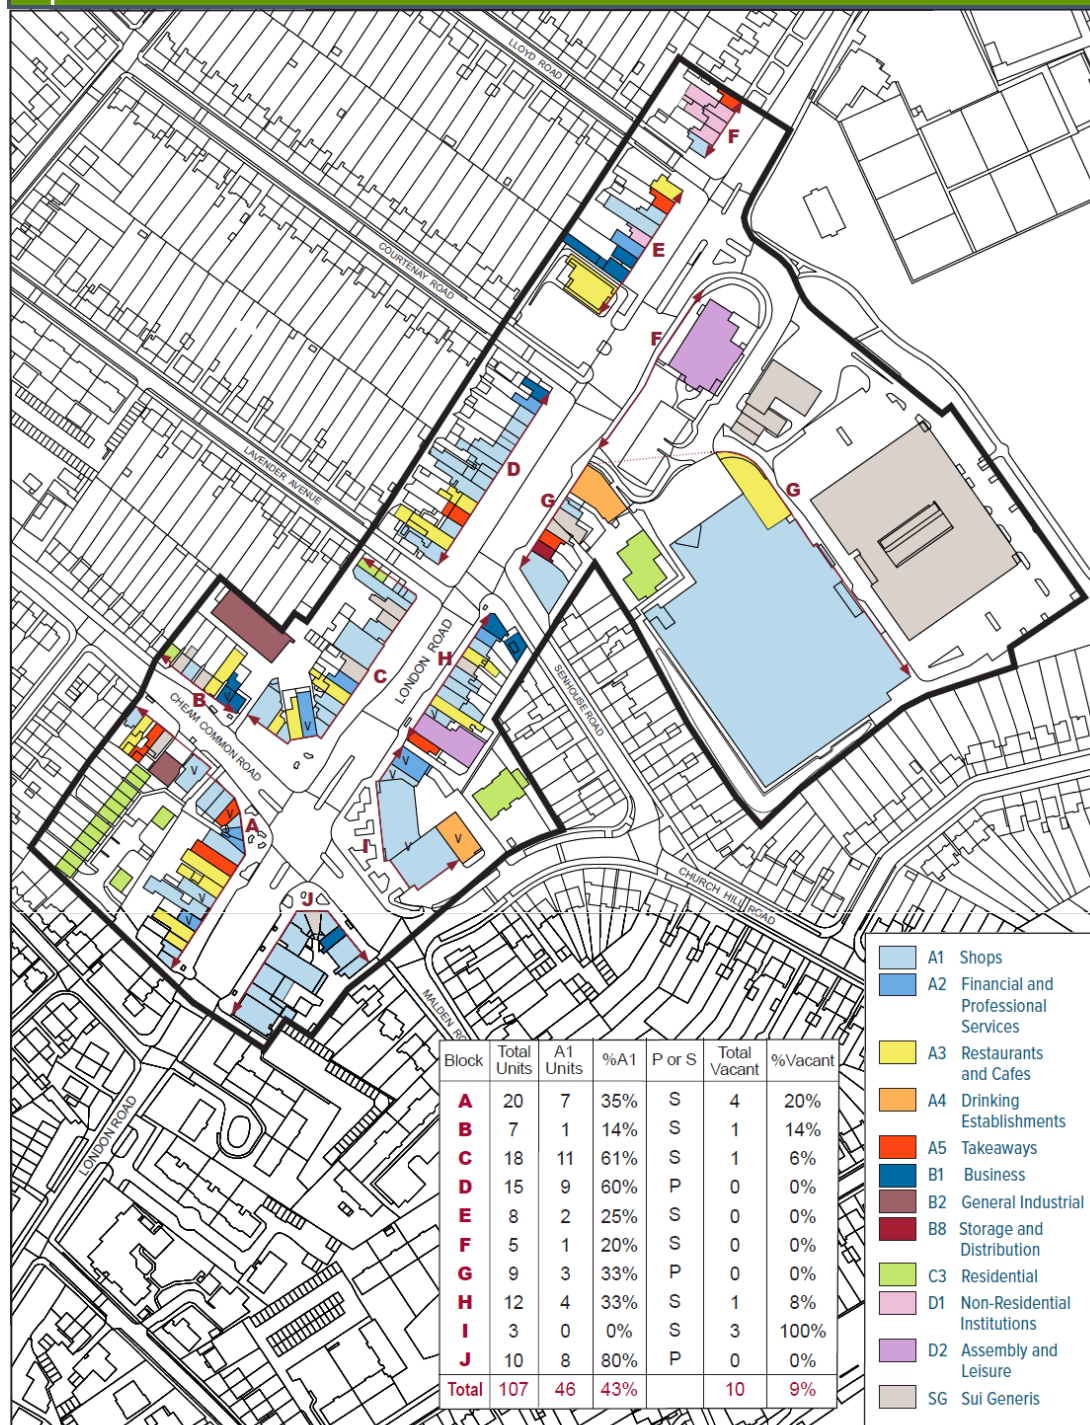 LLOYD ROAD
F
E
COURTENAY ROAD
F
LAVENDER AVENUE
D
G
G
C
LONDON ROAD
H
SENHOUSE ROAD
B
V
CHEAM COMMON ROAD
V
V
V
V
V
A
V
V
I
V
V
J
CHURCH HILL ROAD
MALDEN RO
LONDON ROAD
A1 Shops
A2 Financial and
Professional
Services
A3 Restaurants
and Cafes
A4 Drinking
Establishments
A5 Takeaways
B1 Business
B2 General Industrial
B8 Storage and
Distribution
C3 Residential
D1 Non-Residential
Institutions
D2 Assembly and
Leisure
SG Sui Generis
Block Total Units A1 Units %A1 P or S Total Vacant %Vacant
A 20 7 35% S 4 20%
B 7 1 14% S 1 14%
C 18 11 61% S 1 6%
D 15 9 60% P 0 0%
E 8 2 25% S 0 0%
F 5 1 20% S 0 0%
G 9 3 33% P 0 0%
H 12 4 33% S 1 8%
I 3 0 0% S 3 100%
J 10 8 80% P 0 0%
Total 107 46 43% 10 9%